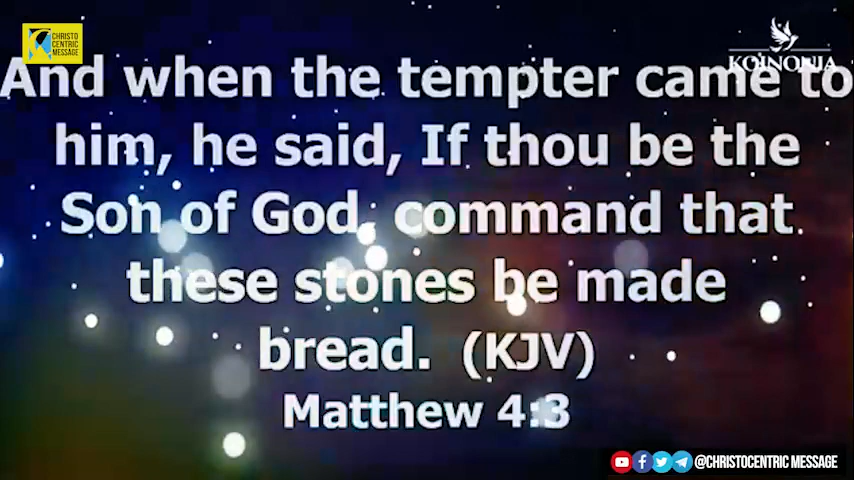 CHRISTO
CENTRIC
MESSAGE
KOINONIA
And when the tempter came to
him, he said, If thou be the
Son of God, command that
these stones be made
bread. (KJV)
Matthew 4:3
@CHRISTOCENTRIC MESSAGE